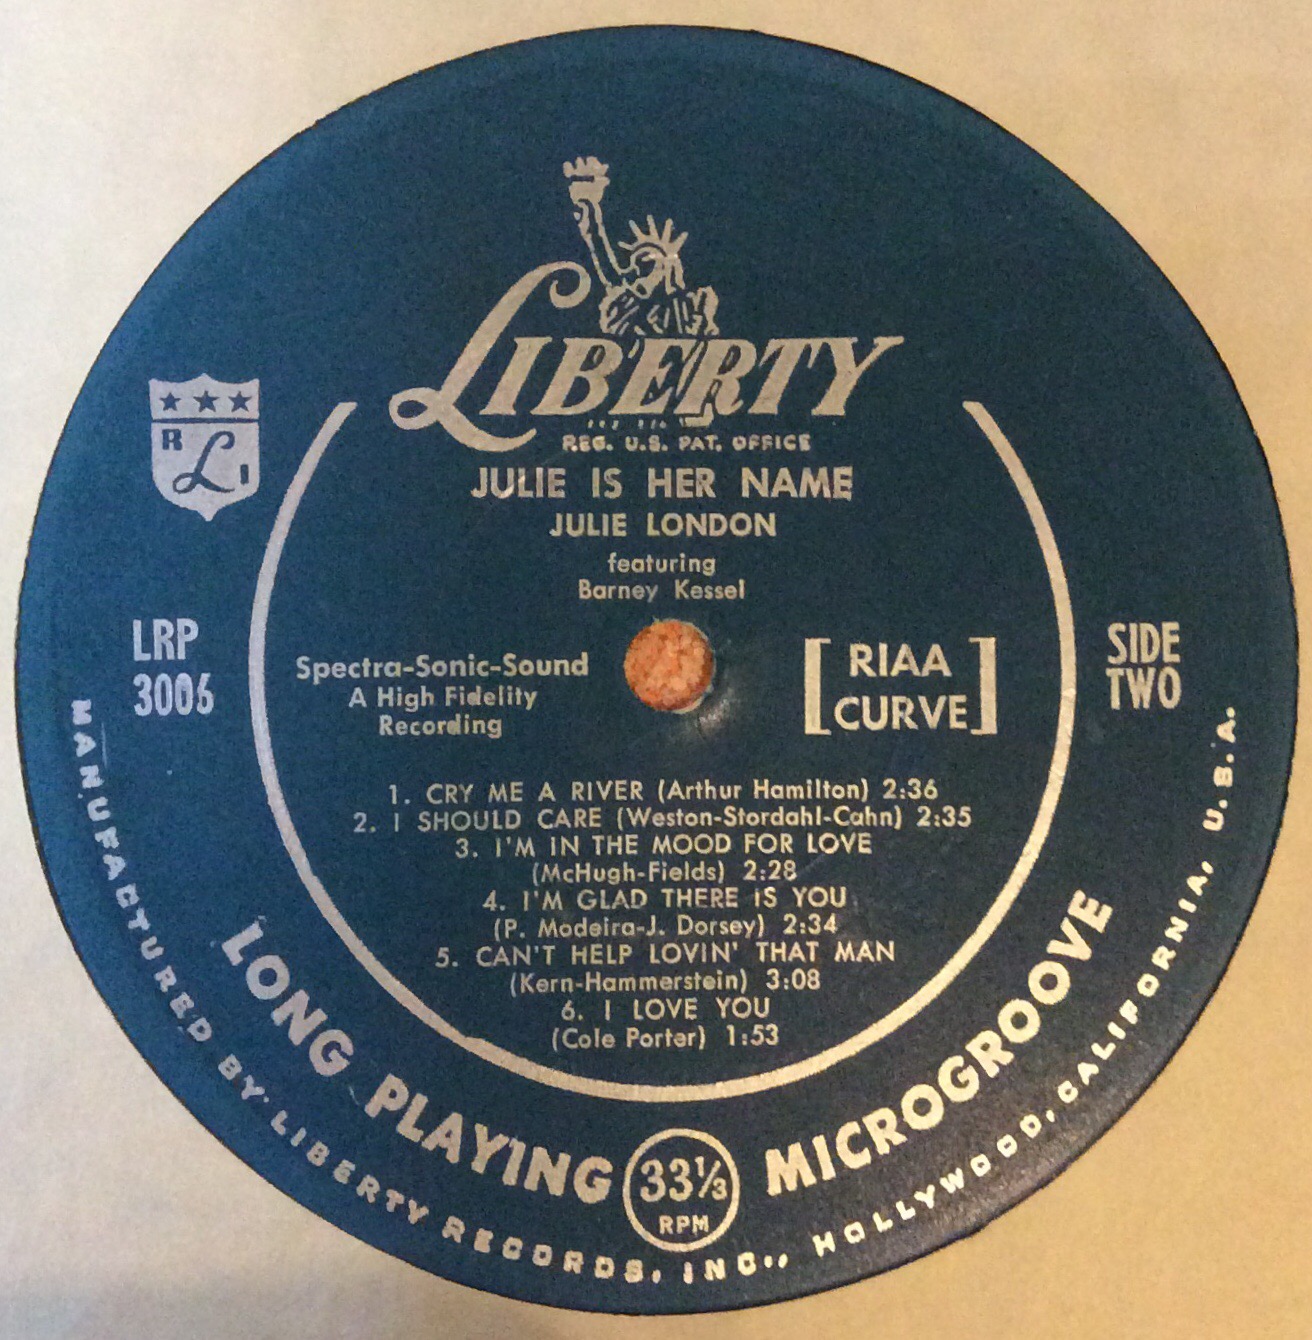 LIBERTY
REG. U.S. PAT. OFFICE
R L I
JULIE IS HER NAME
JULIE LONDON
featuring
Barney Kessel
LRP
3006
Spectra-Sonic-Sound
A High Fidelity
Recording
[RIAA
CURVE]
SIDE
TWO
1. CRY ME A RIVER (Arthur Hamilton) 2:36
2. I SHOULD CARE (Weston-Stordahl-Cahn) 2:35
3. I'M IN THE MOOD FOR LOVE
(McHugh-Fields) 2:28
4. I'M GLAD THERE IS YOU
(P. Madeira-J. Dorsey) 2:34
5. CAN'T HELP LOVIN' THAT MAN
(Kern-Hammerstein) 3:08
6. I LOVE YOU
(Cole Porter) 1:53
LONG PLAYING 33⅓ RPM MICROGROOVE
MANUFACTURED BY LIBERTY RECORDS, INC., HOLLYWOOD, CALIFORNIA, U.S.A.